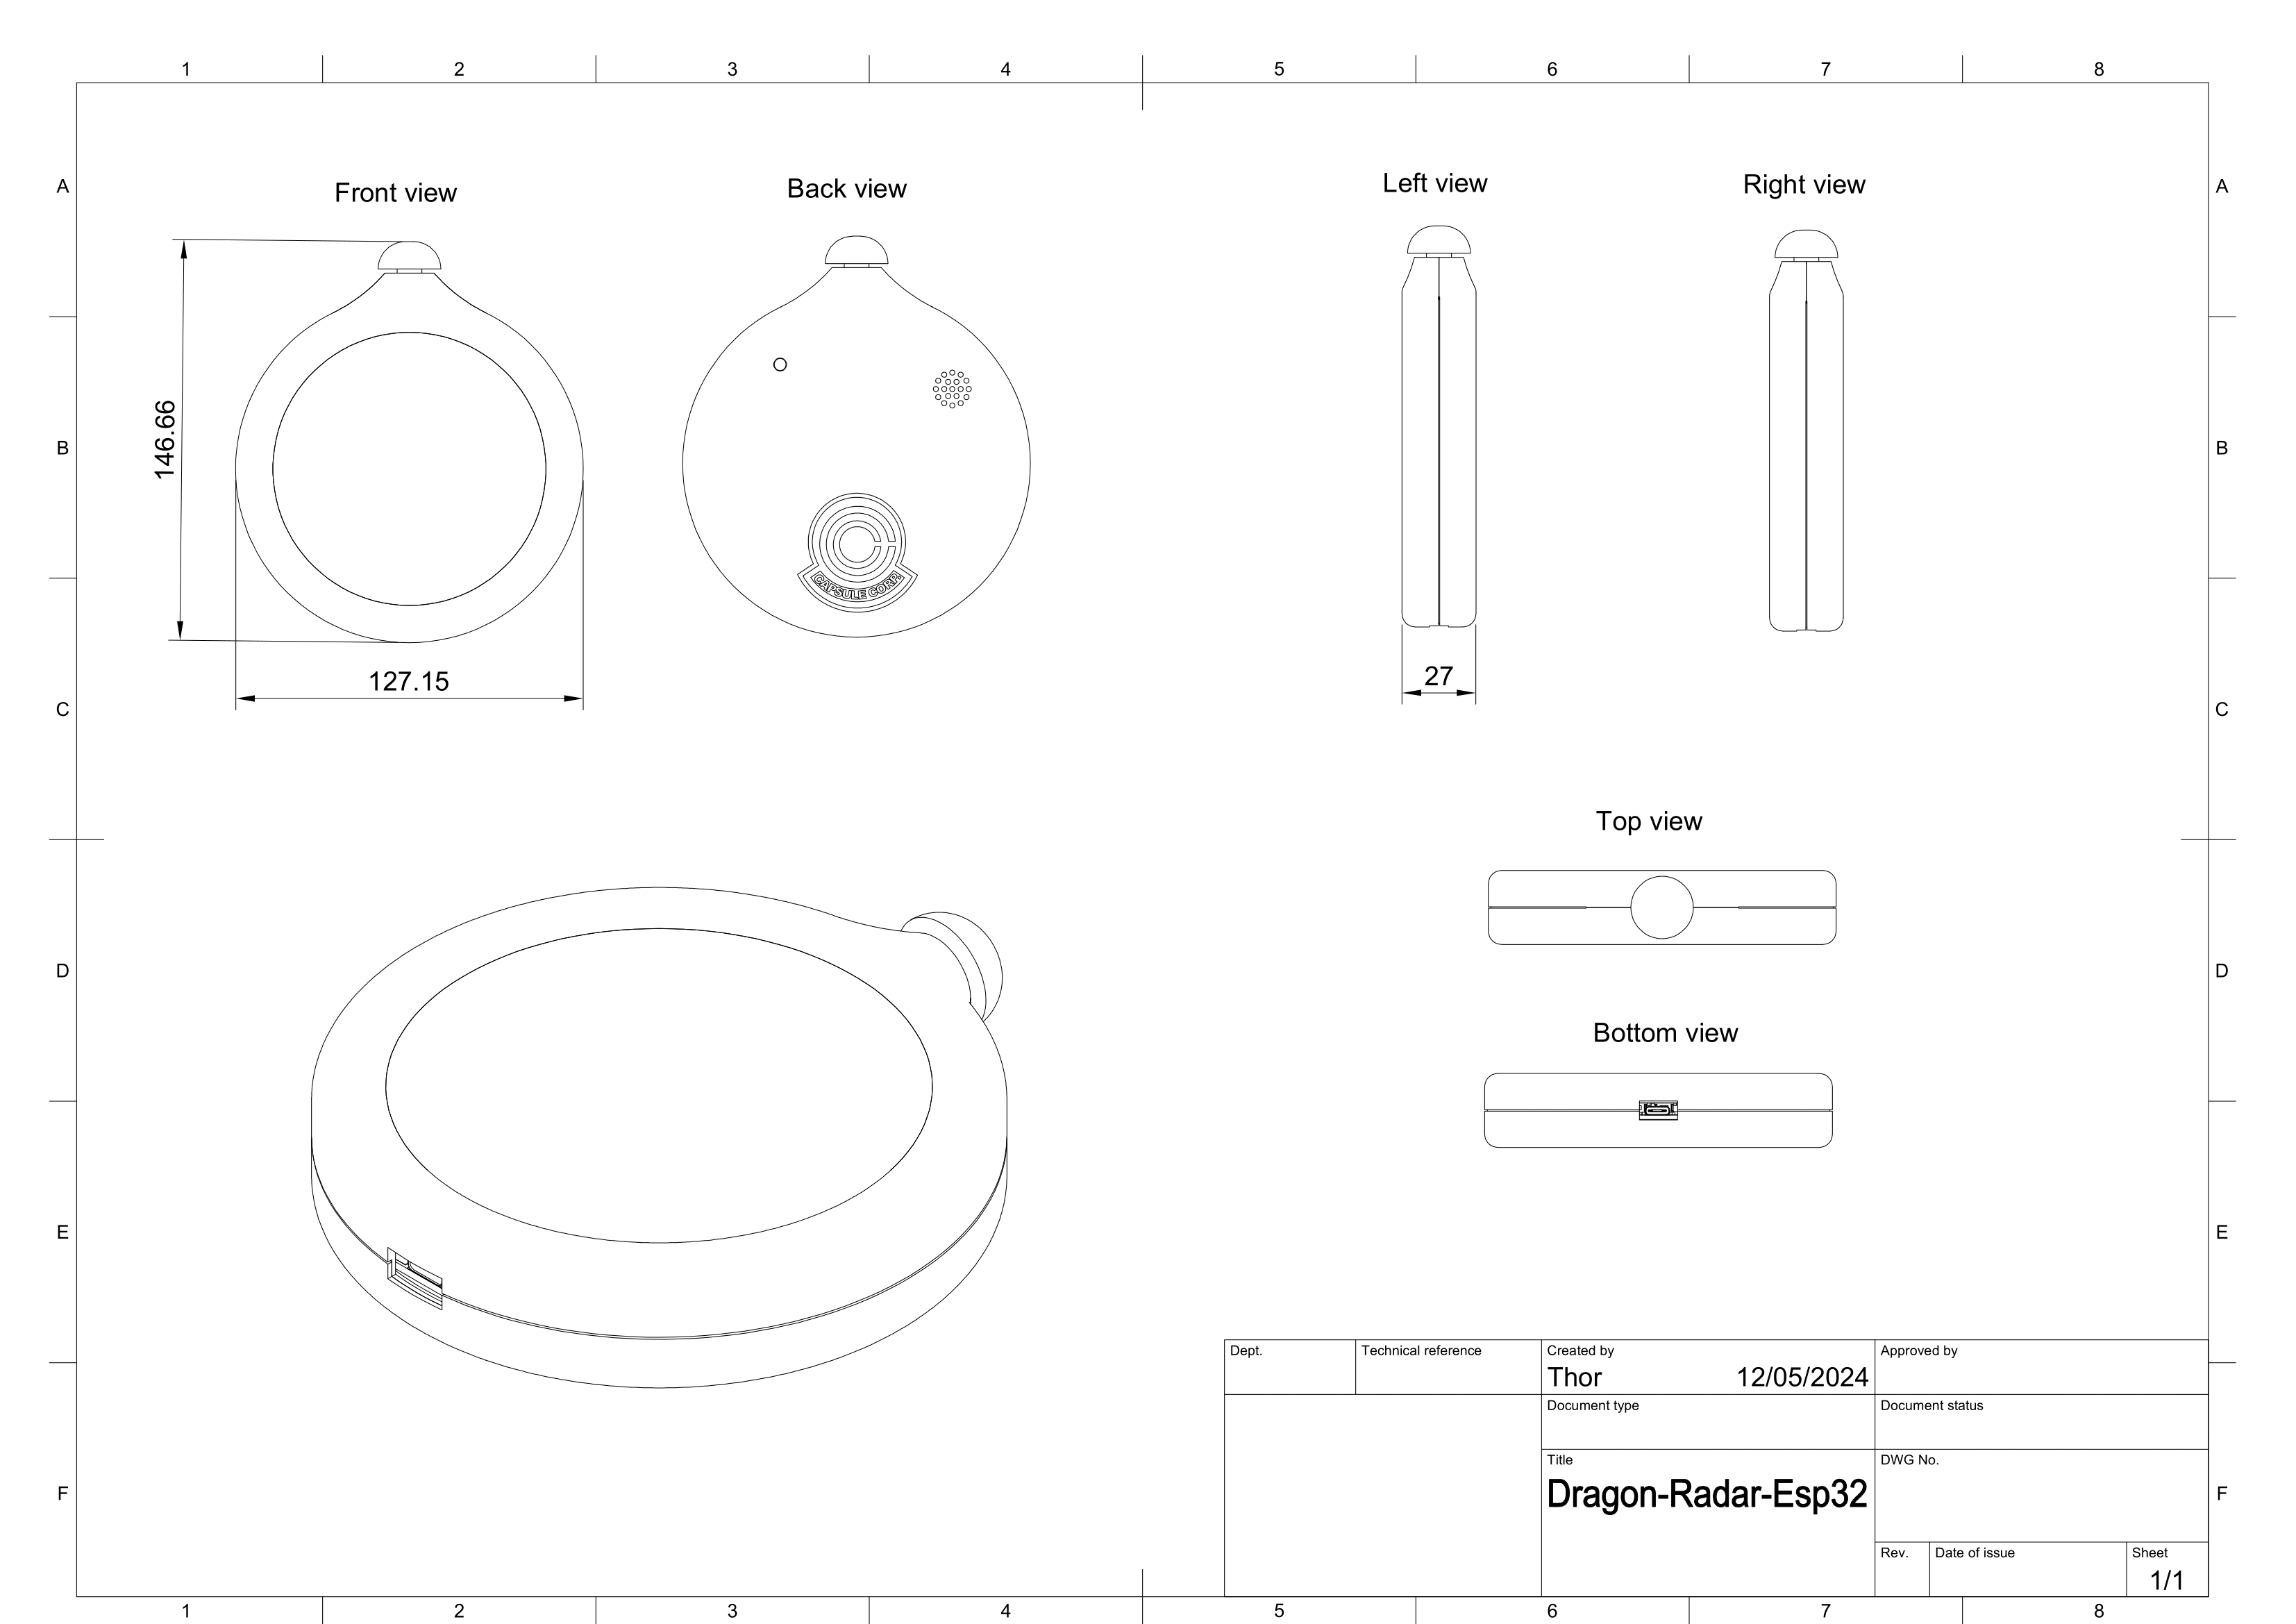 1 2 3 4 5 6 7 8
A A
Front view Back view Left view Right view
B B
146.66
CAPSULE CORP.
127.15 27
C C
Top view
D D
Bottom view
E E
Dept. Technical reference Created by Approved by
Thor 12/05/2024
Document type Document status
Title DWG No.
Dragon-Radar-Esp32
F F
Rev. Date of issue Sheet
1/1
1 2 3 4 5 6 7 8